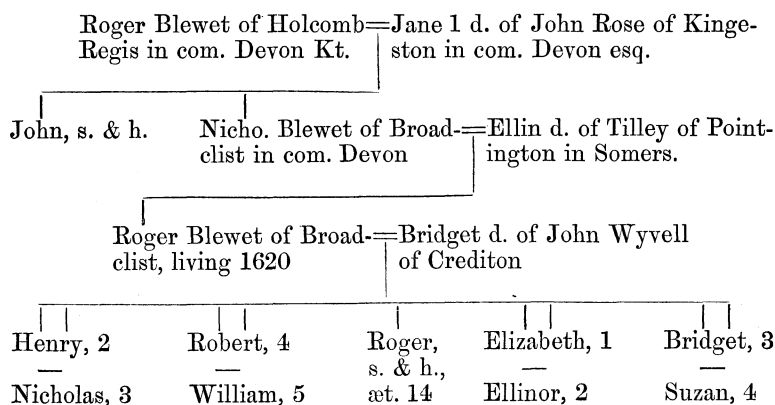 Roger Blewet of Holcomb=Jane 1 d. of John Rose of Kinge-
Regis in com. Devon Kt. ston in com. Devon esq.
John, s. & h. Nicho. Blewet of Broad-=Ellin d. of Tilley of Point-
clist in com. Devon ington in Somers.
Roger Blewet of Broad-=Bridget d. of John Wyvell
clist, living 1620 of Crediton
Henry, 2 Robert, 4 Roger, Elizabeth, 1 Bridget, 3
— — s. & h., — —
Nicholas, 3 William, 5 æt. 14 Ellinor, 2 Suzan, 4